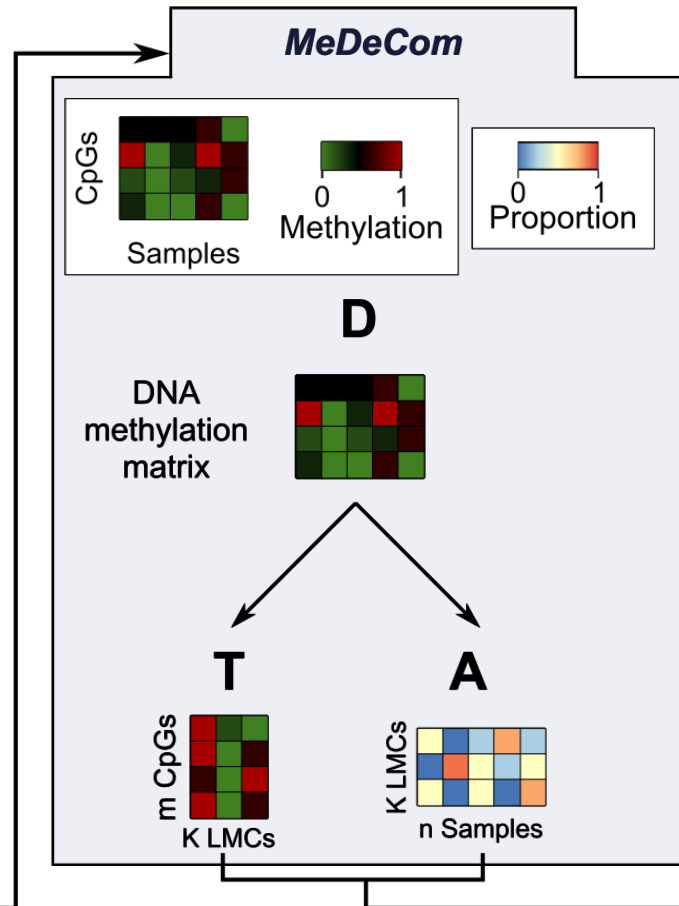 MeDeCom
CpGs
Samples
0 1
Methylation
0 1
Proportion
D
DNA
methylation
matrix
T
A
m CpGs
K LMCs
K LMCs
n Samples